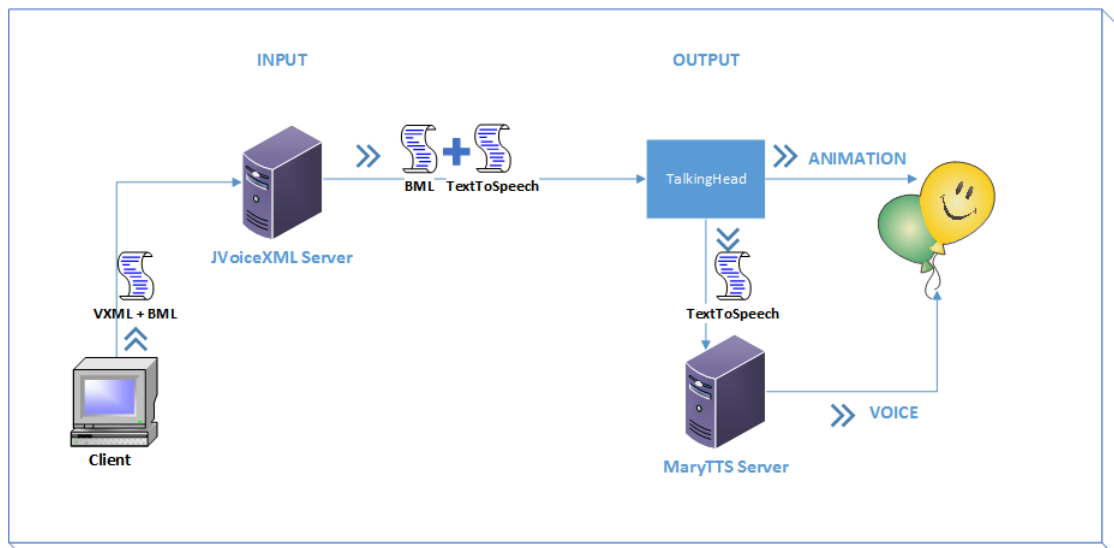 INPUT
OUTPUT
ANIMATION
BML
TextToSpeech
TalkingHead
JVoiceXML Server
VXML + BML
TextToSpeech
VOICE
Client
MaryTTS Server